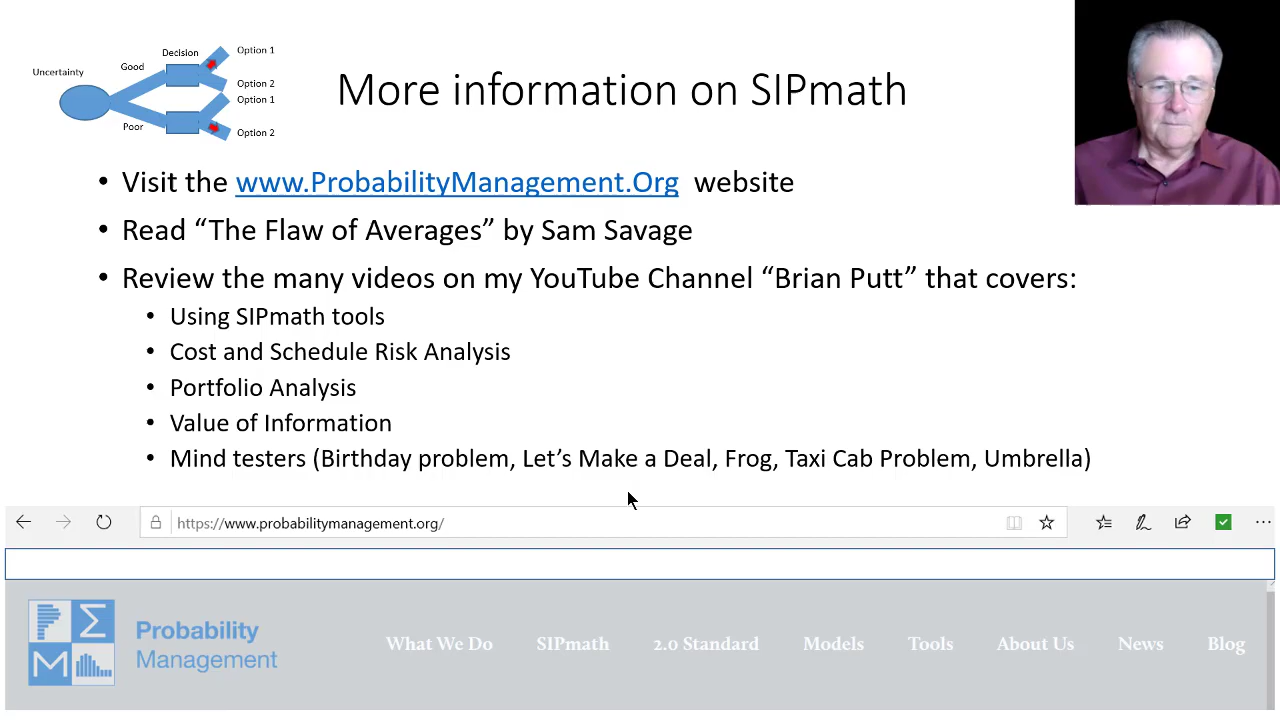 Decision
Option 1
Good
Uncertainty
Option 2
Option 1
Poor
Option 2
More information on SIPmath
• Visit the www.ProbabilityManagement.Org website
• Read “The Flaw of Averages” by Sam Savage
• Review the many videos on my YouTube Channel “Brian Putt” that covers:
• Using SIPmath tools
• Cost and Schedule Risk Analysis
• Portfolio Analysis
• Value of Information
• Mind testers (Birthday problem, Let’s Make a Deal, Frog, Taxi Cab Problem, Umbrella)
https://www.probabilitymanagement.org/
Probability
Management
What We Do SIPmath 2.0 Standard Models Tools About Us News Blog